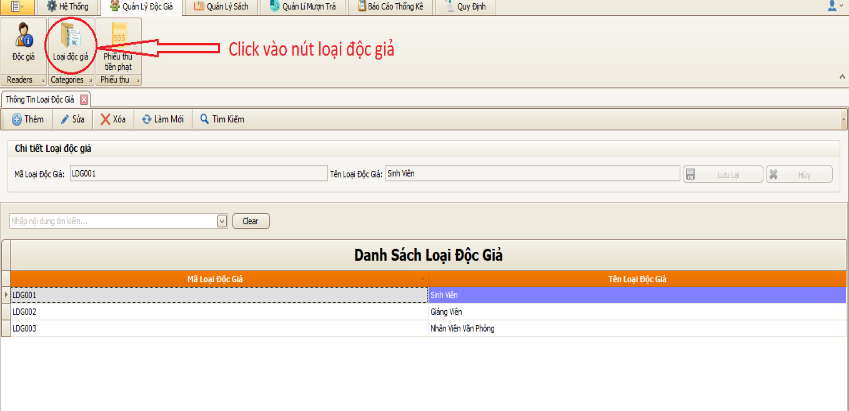 Hệ Thống Quản Lý Độc Giả Quản Lý Sách Quản Lí Mượn Trả Báo Cáo Thống Kê Quy Định
Độc giả Loại độc giả Phiếu thu
tiền phạt
Readers Categories Phiếu thu
Click vào nút loại độc giả
Thông Tin Loại Độc Giả
Thêm Sửa Xóa Làm Mới Tìm Kiếm
Chi tiết Loại độc giả
Mã Loại Độc Giả: LDG001 Tên Loại Độc Giả: Sinh Viên Lưu Lại Hủy
Nhập nội dung tìm kiếm... Clear
Danh Sách Loại Độc Giả
Mã Loại Độc Giả Tên Loại Độc Giả
LDG001 Sinh Viên
LDG002 Giảng Viên
LDG003 Nhân Viên Văn Phòng